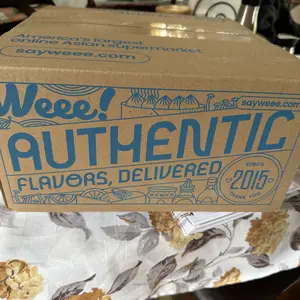 America's largest
online Asian supermarket
sayweee.com
Weee!
sayweee.com
AUTHENTIC
FLAVORS, DELIVERED
SINCE
2015